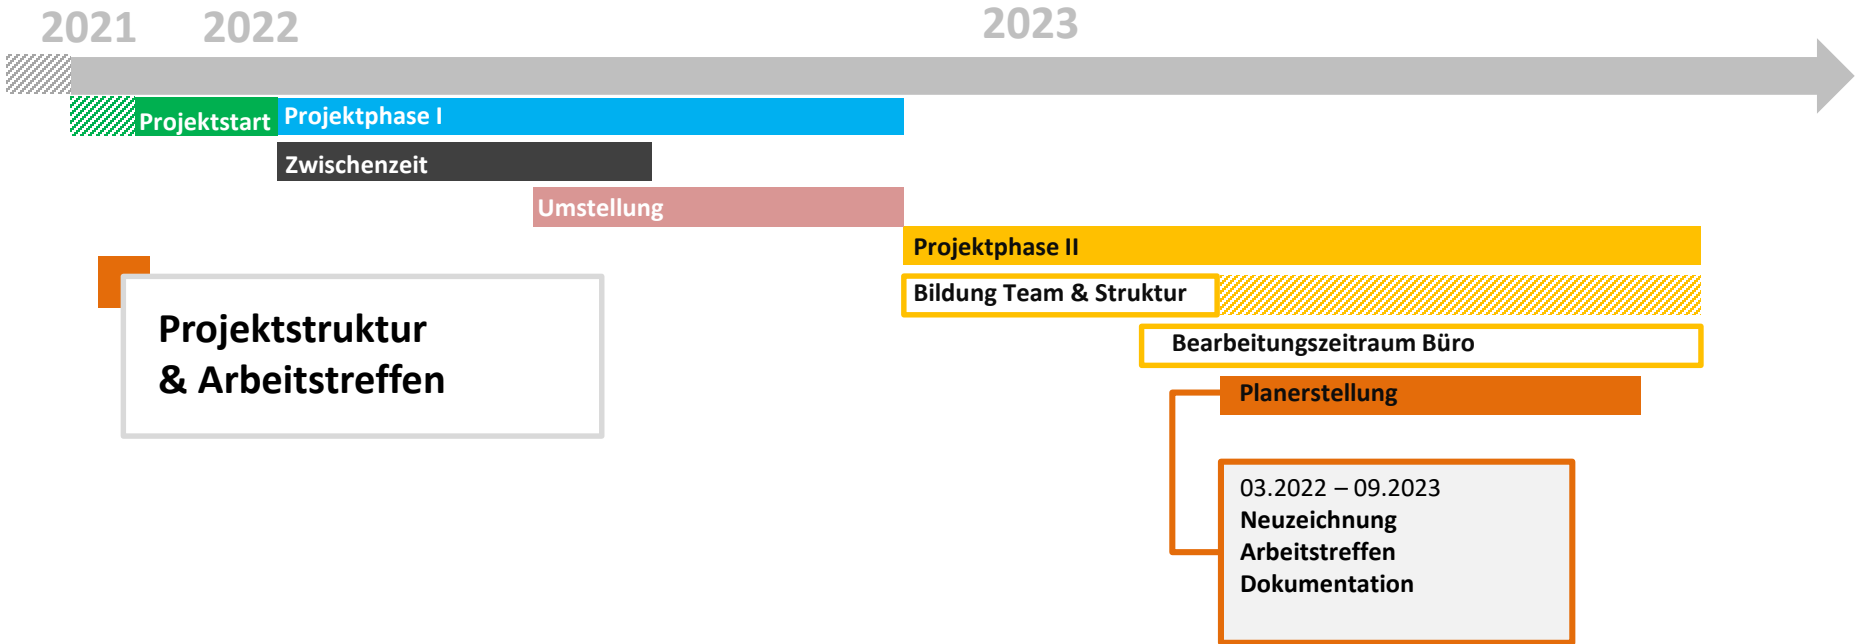 2021 2022 2023
Projektstart Projektphase I
Zwischenzeit
Umstellung
Projektphase II
Bildung Team & Struktur
Projektstruktur
& Arbeitstreffen
Bearbeitungszeitraum Büro
Planerstellung
03.2022 – 09.2023
Neuzeichnung
Arbeitstreffen
Dokumentation